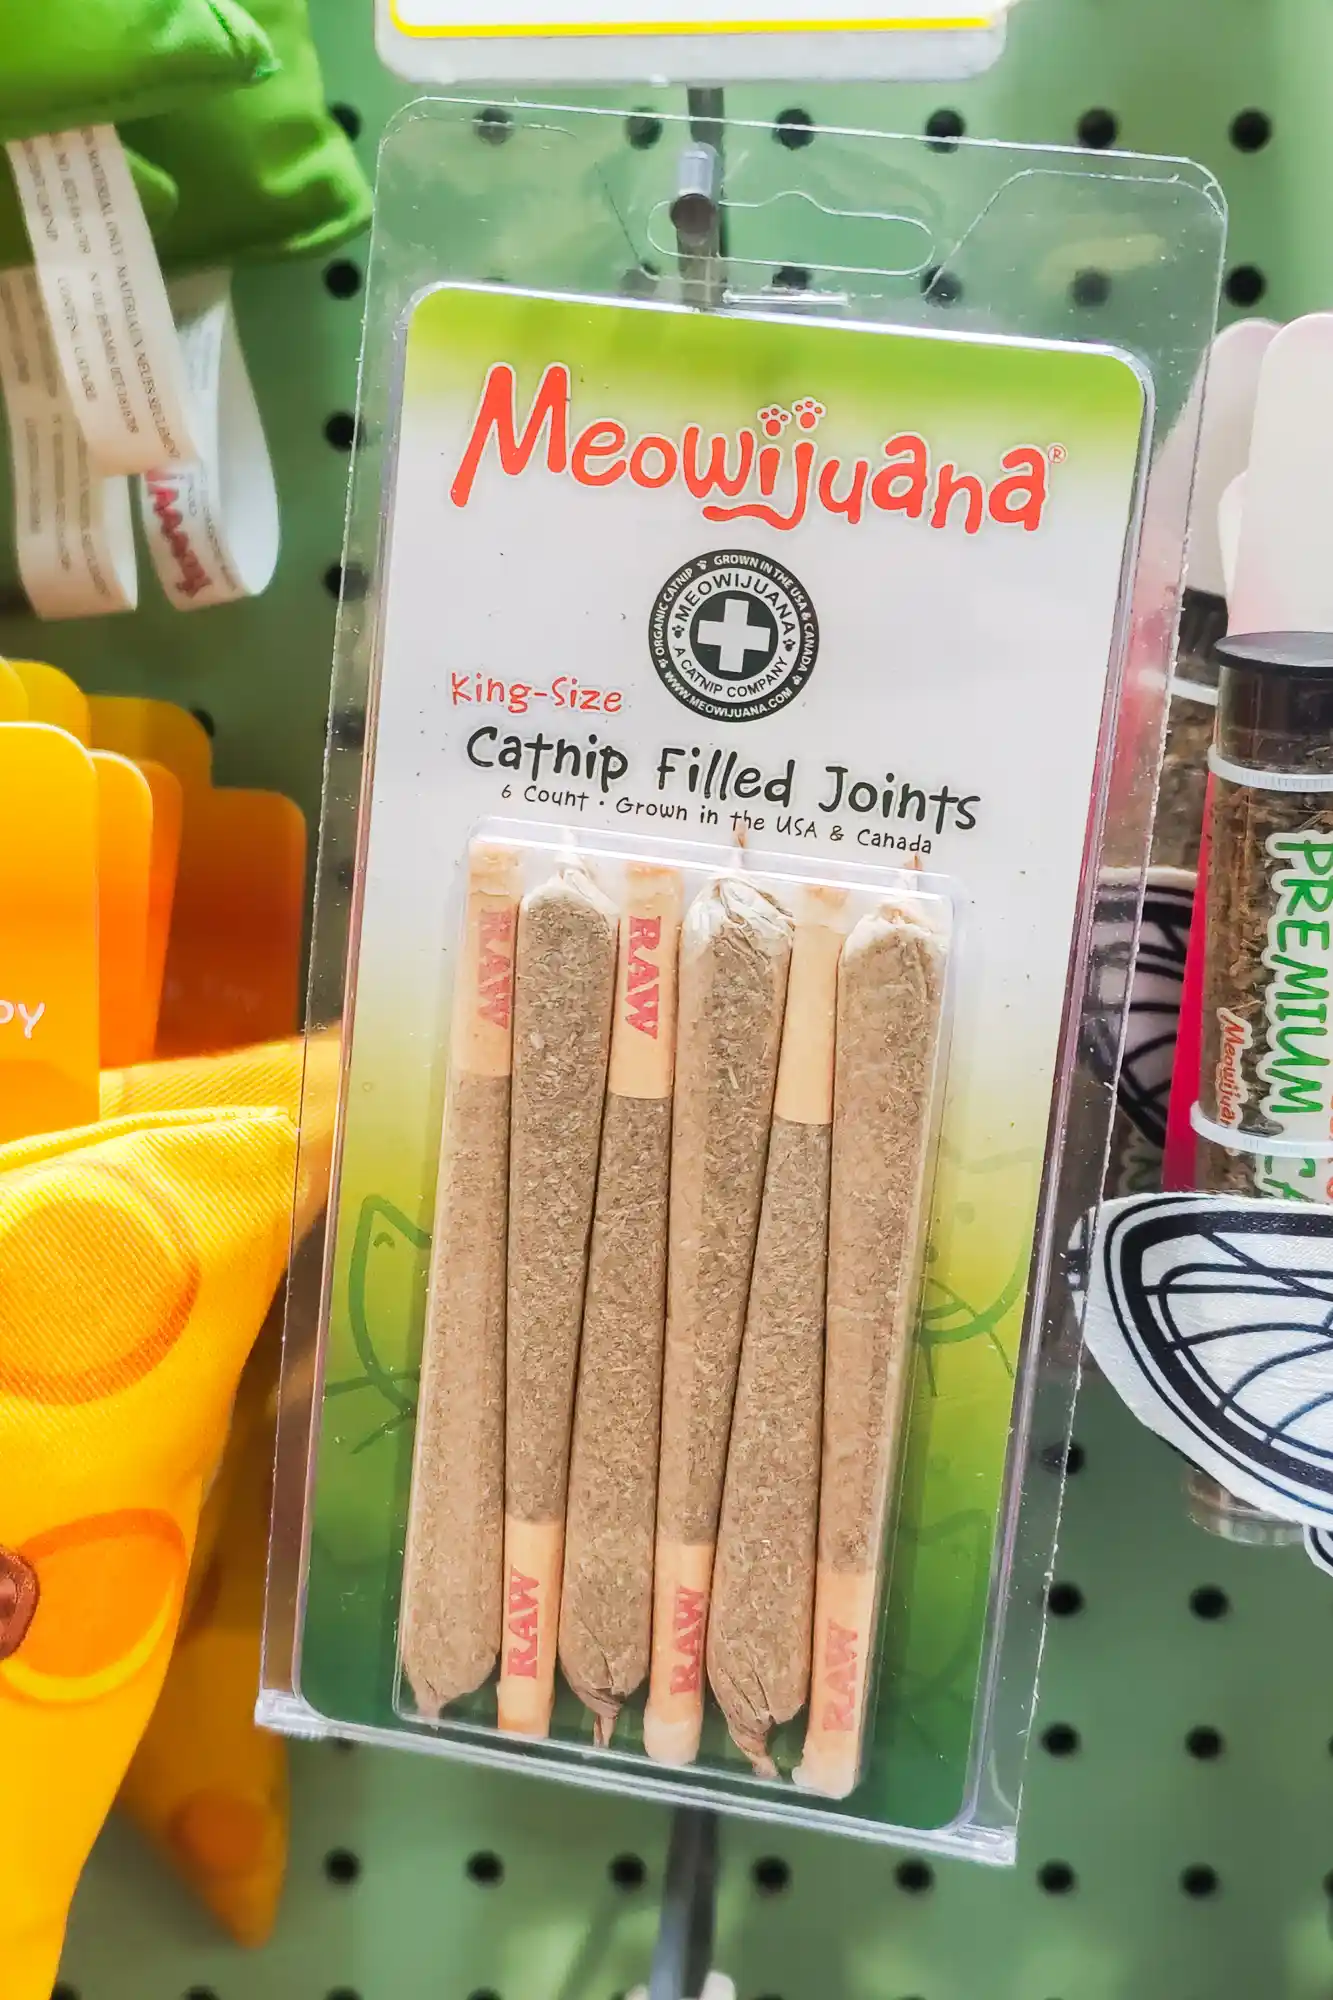 Meowijuana®
ORGANIC CATNIP GROWN IN THE USA & CANADA
MEOWIJUANA
A CATNIP COMPANY
WWW.MEOWIJUANA.COM
King-Size
Catnip Filled Joints
6 Count • Grown in the USA & Canada
RAW
RAW
RAW
RAW
RAW
PREMIUM